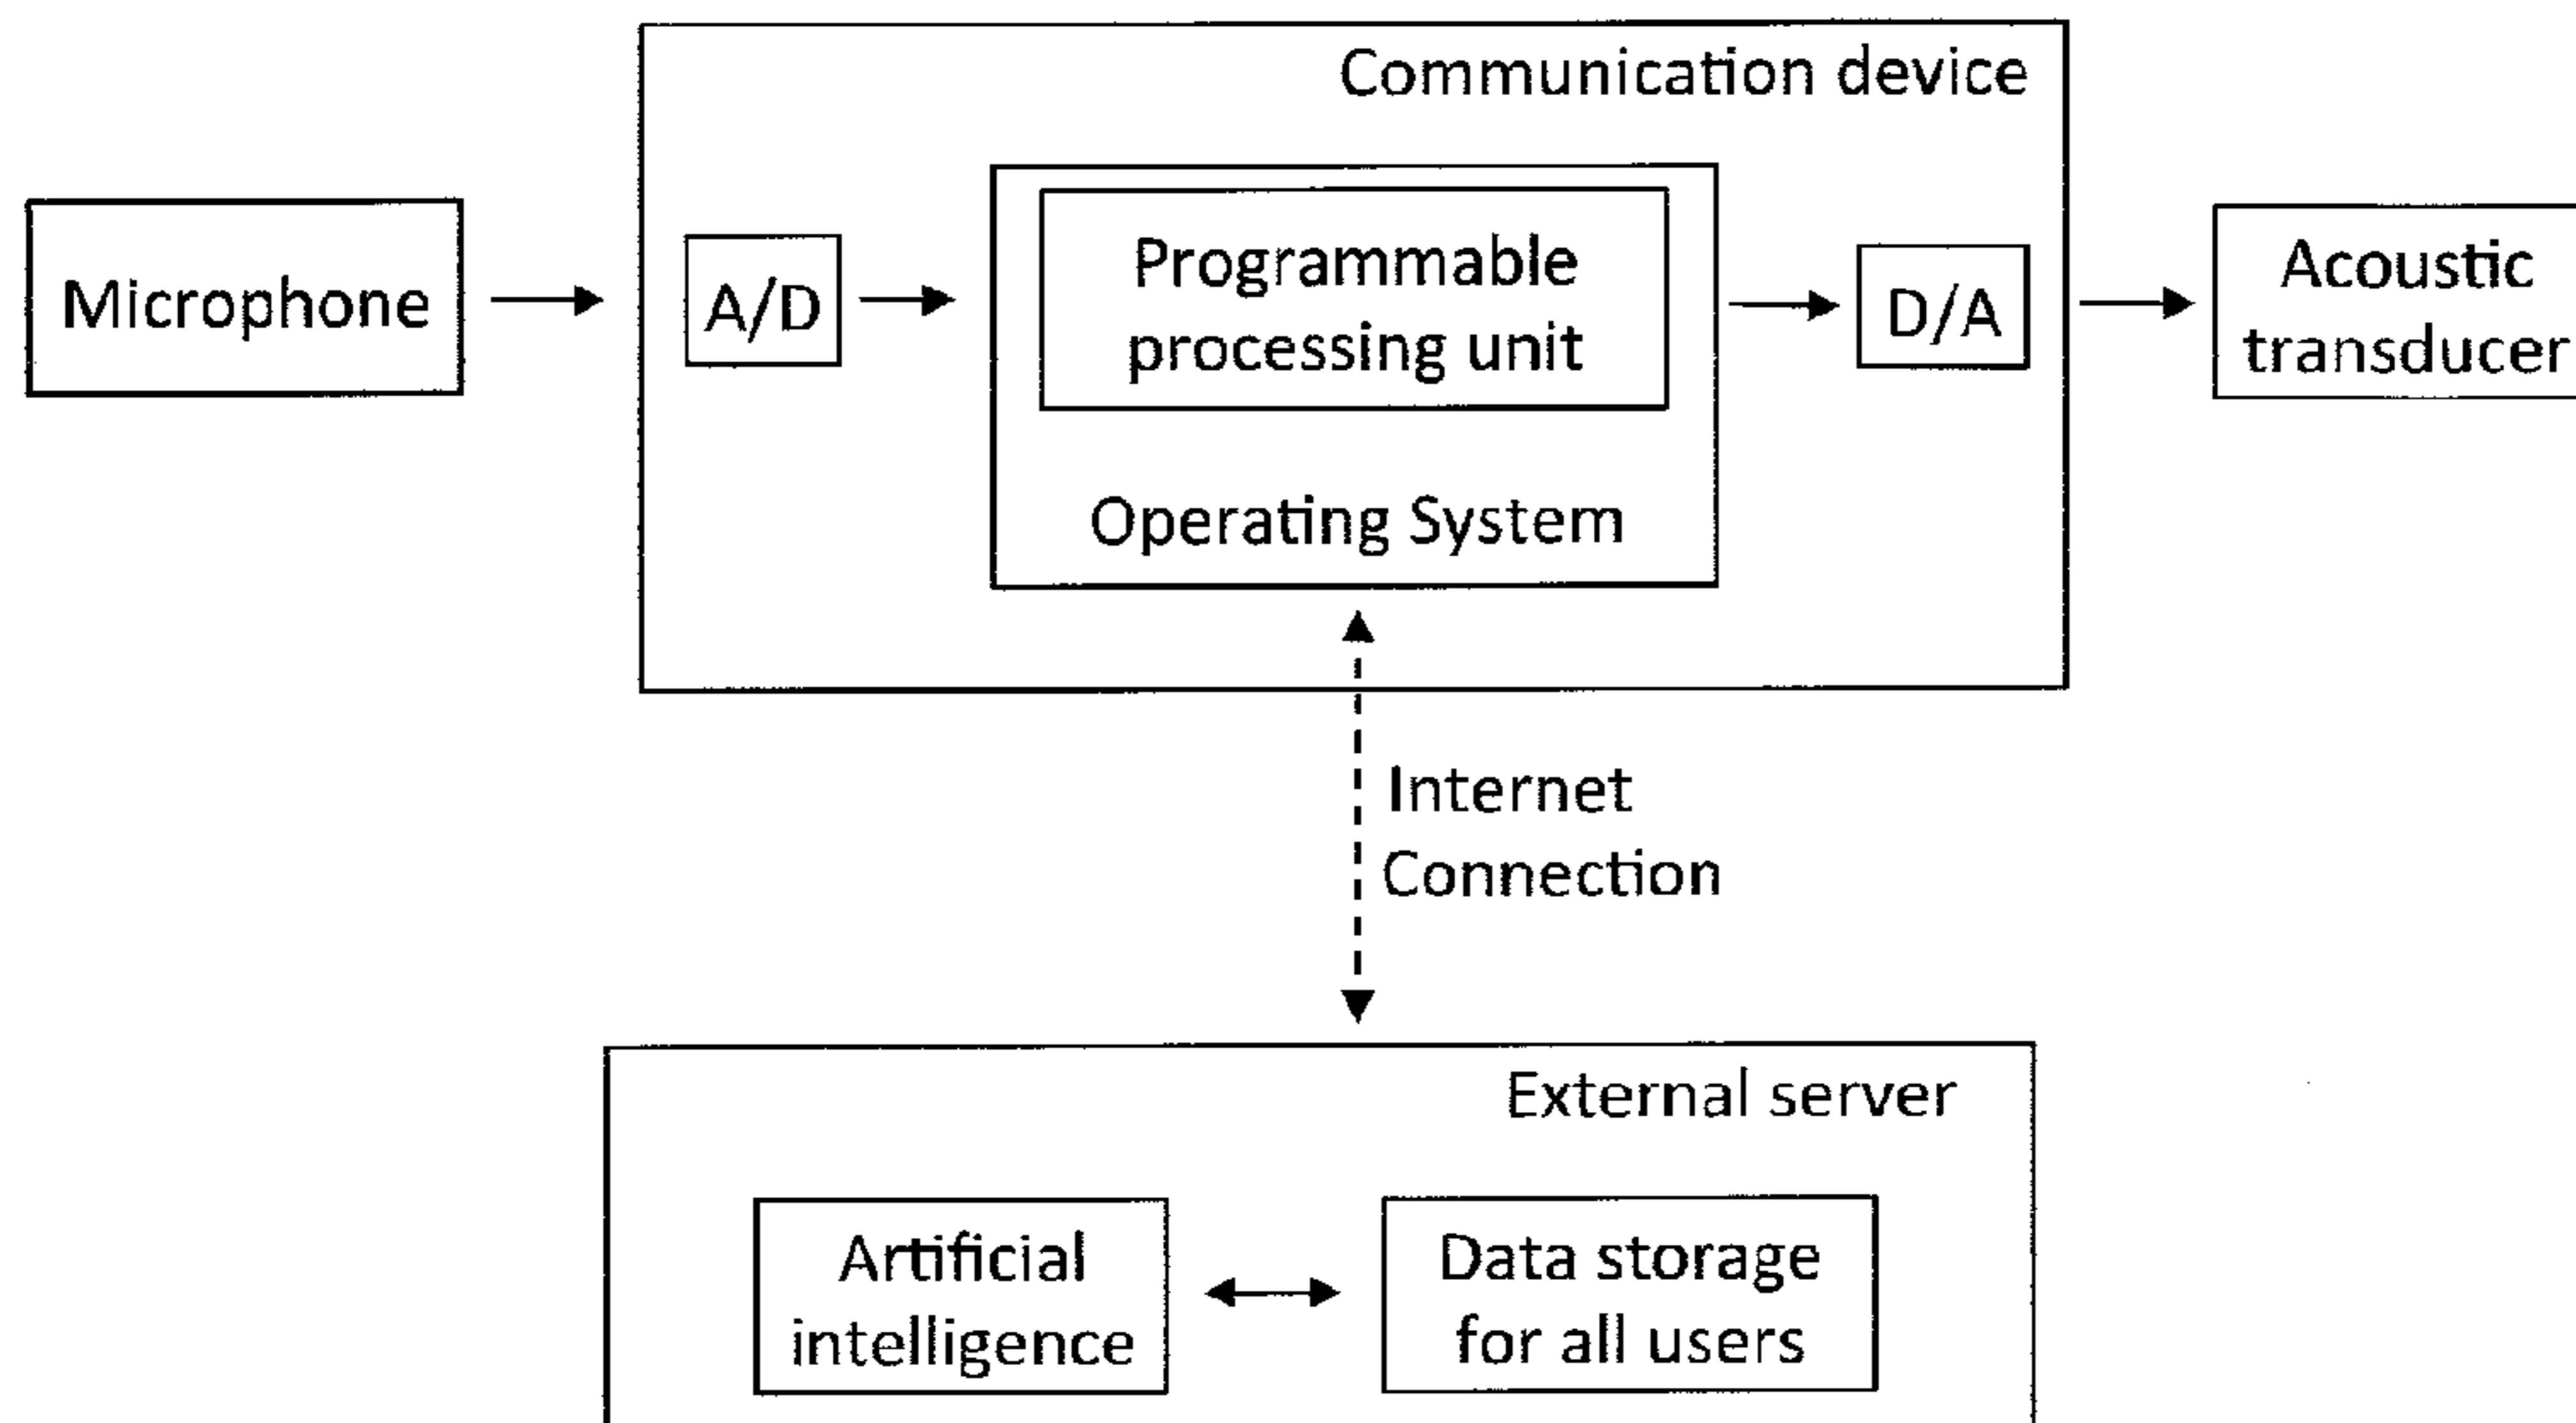 Communication device
Microphone
A/D
Programmable
processing unit
Operating System
D/A
Acoustic
transducer
Internet
Connection
External server
Artificial
intelligence
Data storage
for all users